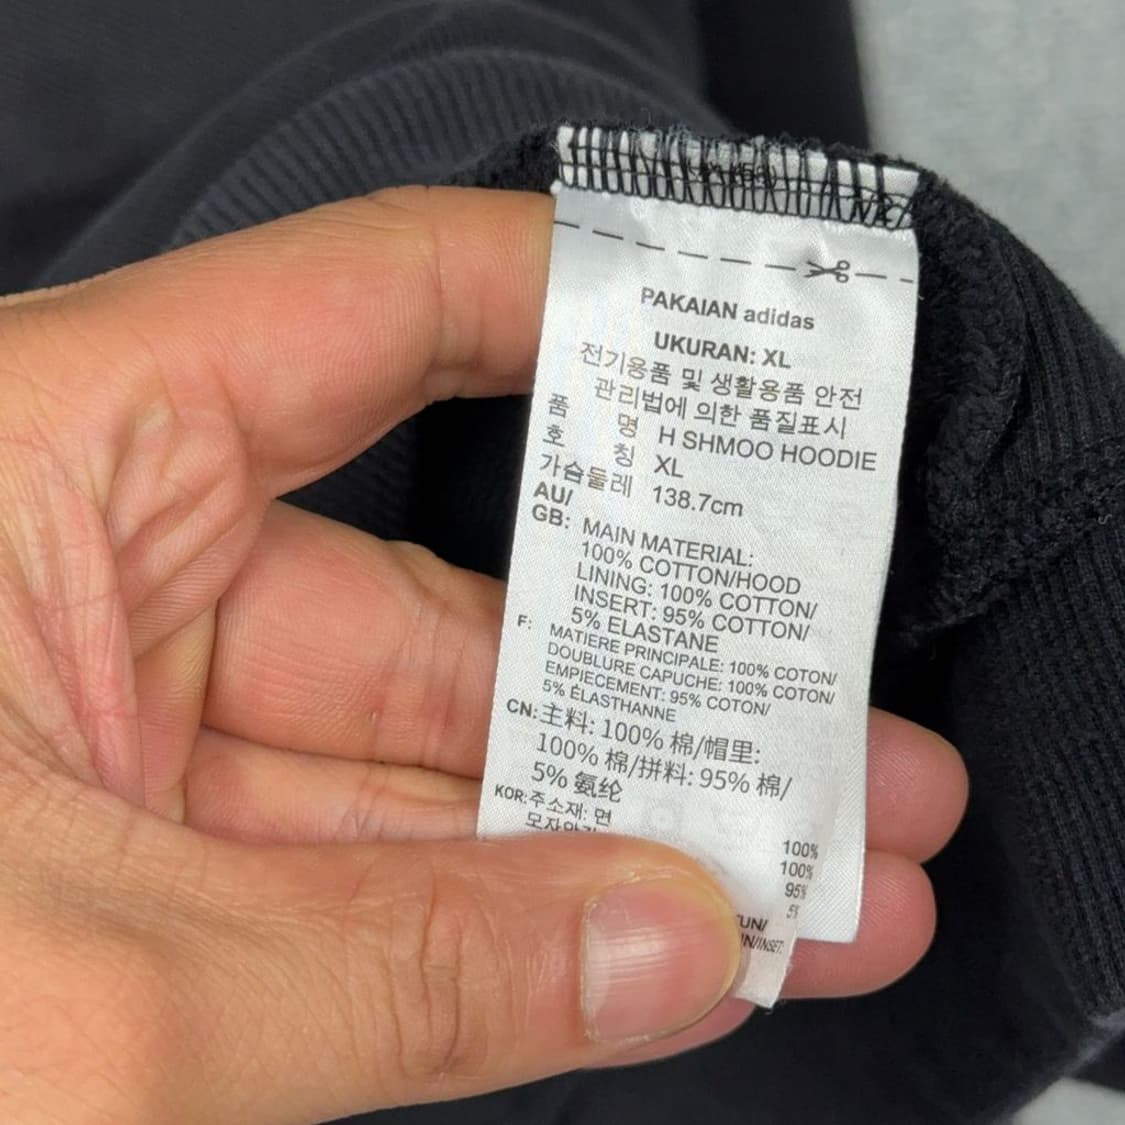 PAKAIAN adidas
UKURAN: XL
전기용품 및 생활용품 안전
관리법에 의한 품질표시
품 명 H SHMOO HOODIE
호 칭 XL
가슴둘레 138.7cm
AU/
GB: MAIN MATERIAL:
100% COTTON/HOOD
LINING: 100% COTTON/
INSERT: 95% COTTON/
5% ELASTANE
F: MATIERE PRINCIPALE: 100% COTON/
DOUBLURE CAPUCHE: 100% COTON/
EMPIECEMENT: 95% COTON/
5% ÉLASTHANNE
CN: 主料: 100% 棉/帽里:
100% 棉/拼料: 95% 棉/
5% 氨纶
KOR: 주소재: 면
100%
100%
95%
5%